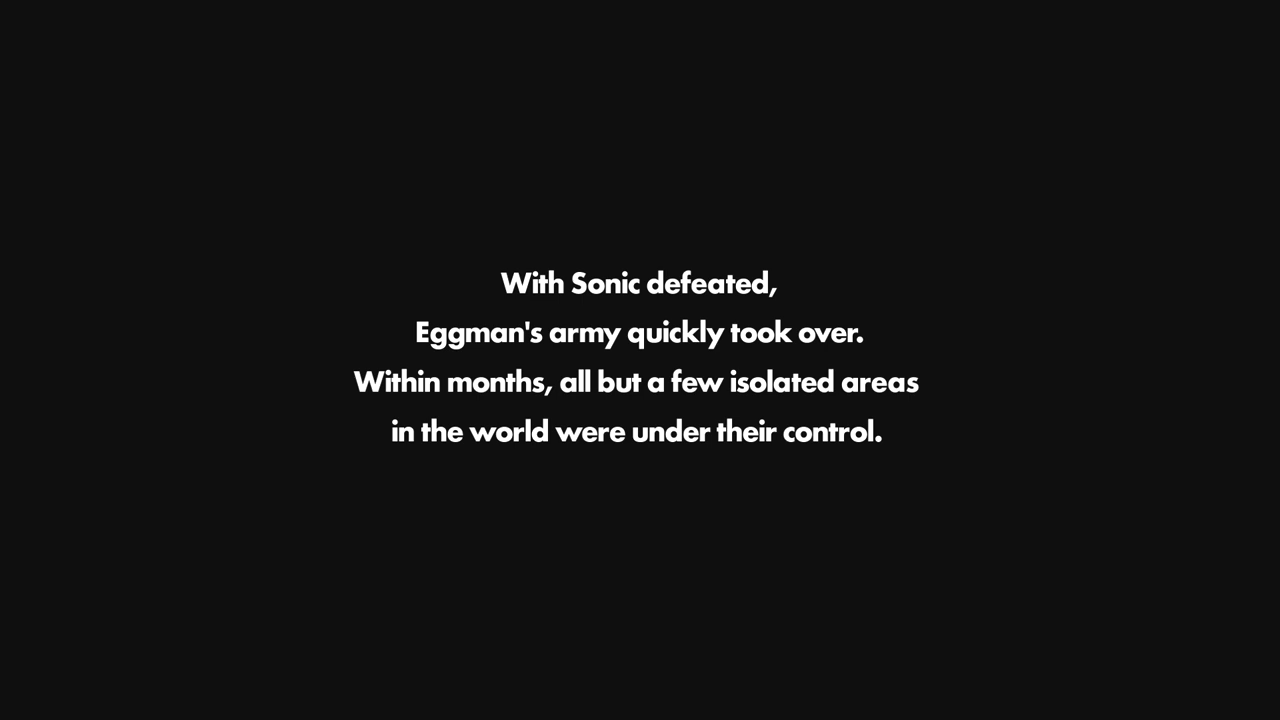 With Sonic defeated,
Eggman's army quickly took over.
Within months, all but a few isolated areas
in the world were under their control.